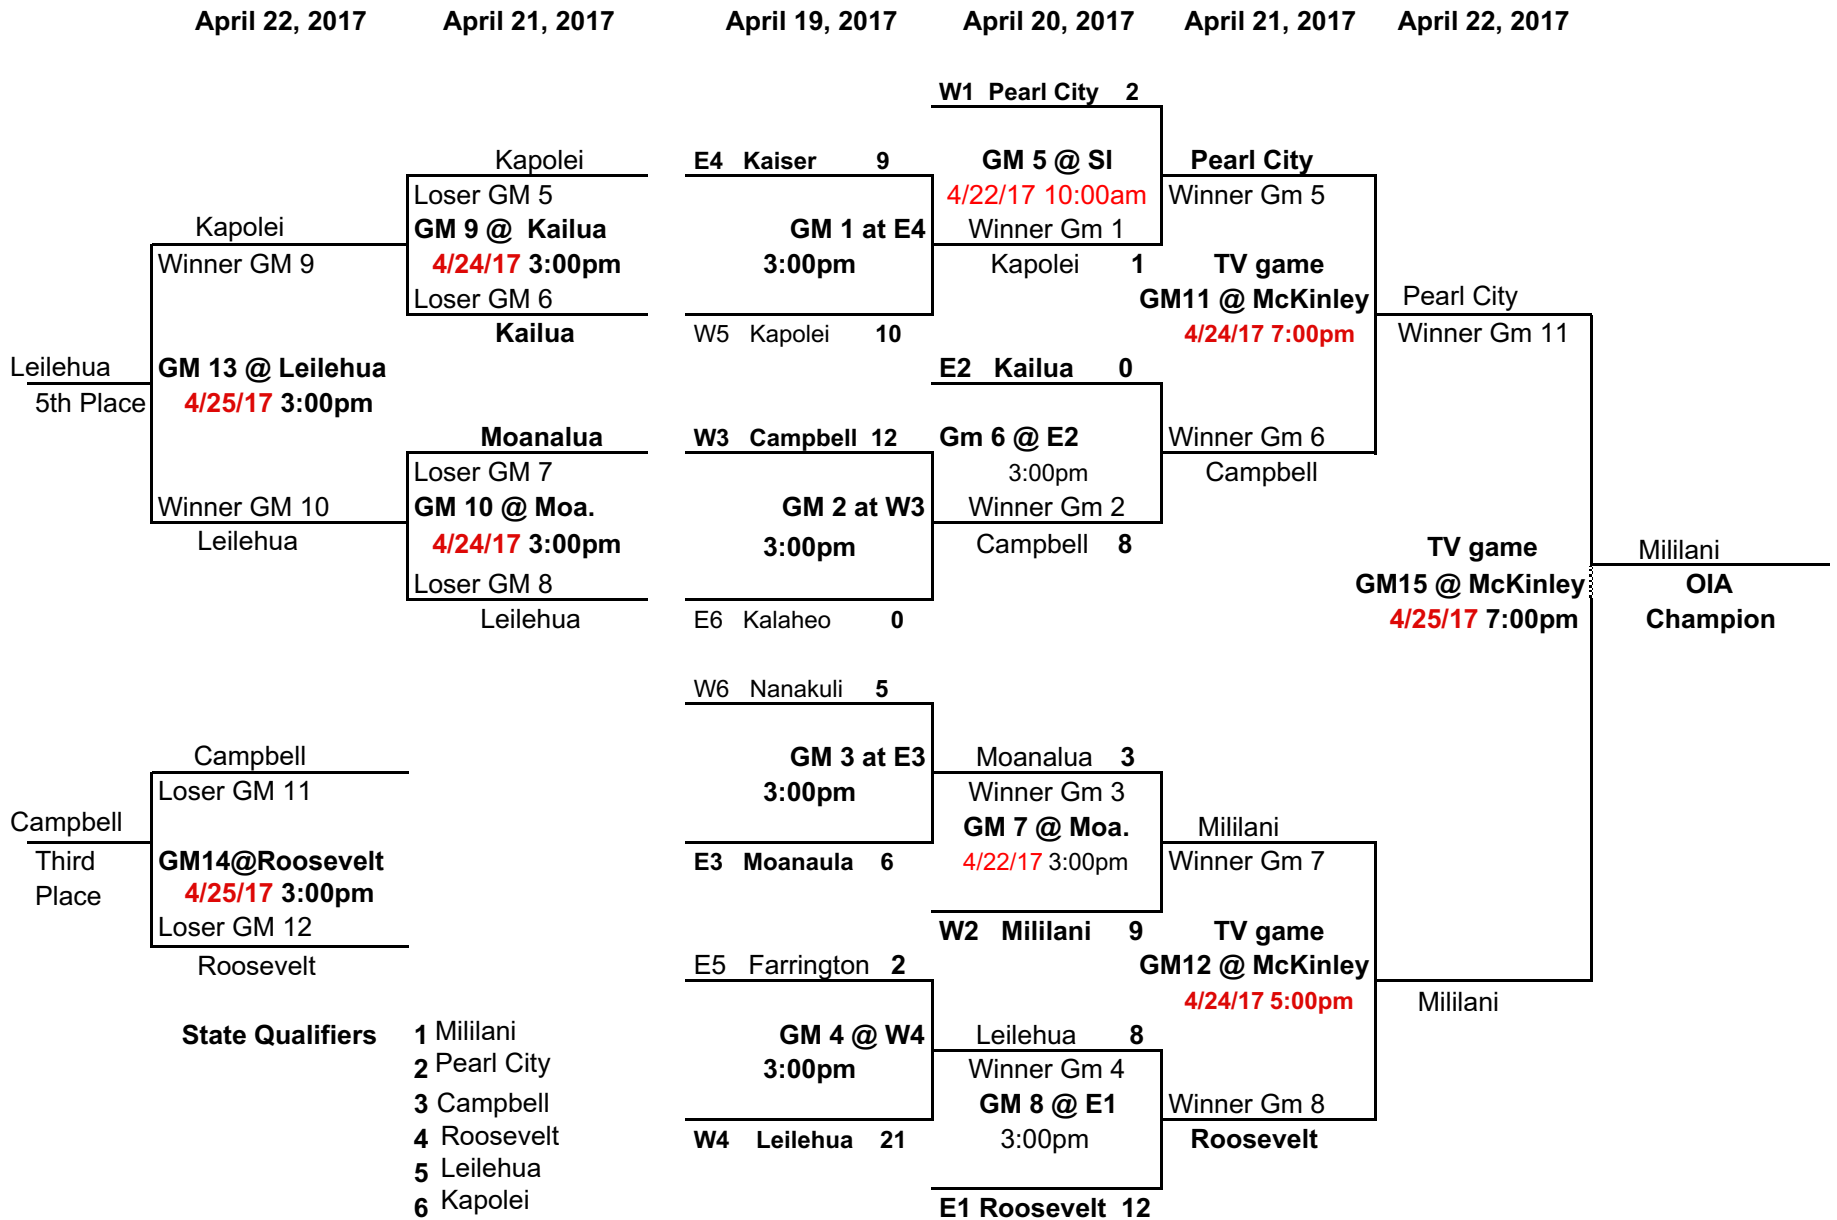 April 22, 2017 April 21, 2017 April 19, 2017 April 20, 2017 April 21, 2017 April 22, 2017
W1 Pearl City 2
Kapolei E4 Kaiser 9 GM 5 @ SI Pearl City
Loser GM 5 4/22/17 10:00am Winner Gm 5
Kapolei GM 9 @ Kailua GM 1 at E4 Winner Gm 1
Winner GM 9 4/24/17 3:00pm 3:00pm Kapolei 1 TV game
Loser GM 6 GM11 @ McKinley Pearl City
Kailua W5 Kapolei 10 4/24/17 7:00pm Winner Gm 11
Leilehua GM 13 @ Leilehua E2 Kailua 0
5th Place 4/25/17 3:00pm
Moanalua W3 Campbell 12 Gm 6 @ E2 Winner Gm 6
Loser GM 7 3:00pm Campbell
Winner GM 10 GM 10 @ Moa. GM 2 at W3 Winner Gm 2
Leilehua 4/24/17 3:00pm 3:00pm Campbell 8 TV game Mililani
Loser GM 8 GM15 @ McKinley OIA
Leilehua E6 Kalaheo 0 4/25/17 7:00pm Champion
W6 Nanakuli 5
Campbell GM 3 at E3 Moanalua 3
Loser GM 11 3:00pm Winner Gm 3
Campbell GM 7 @ Moa. Mililani
Third GM14@Roosevelt E3 Moanaula 6 4/22/17 3:00pm Winner Gm 7
Place 4/25/17 3:00pm
Loser GM 12 W2 Mililani 9 TV game
Roosevelt E5 Farrington 2 GM12 @ McKinley
4/24/17 5:00pm Mililani
State Qualifiers 1 Mililani GM 4 @ W4 Leilehua 8
2 Pearl City 3:00pm Winner Gm 4
3 Campbell GM 8 @ E1 Winner Gm 8
4 Roosevelt W4 Leilehua 21 3:00pm Roosevelt
5 Leilehua
6 Kapolei E1 Roosevelt 12